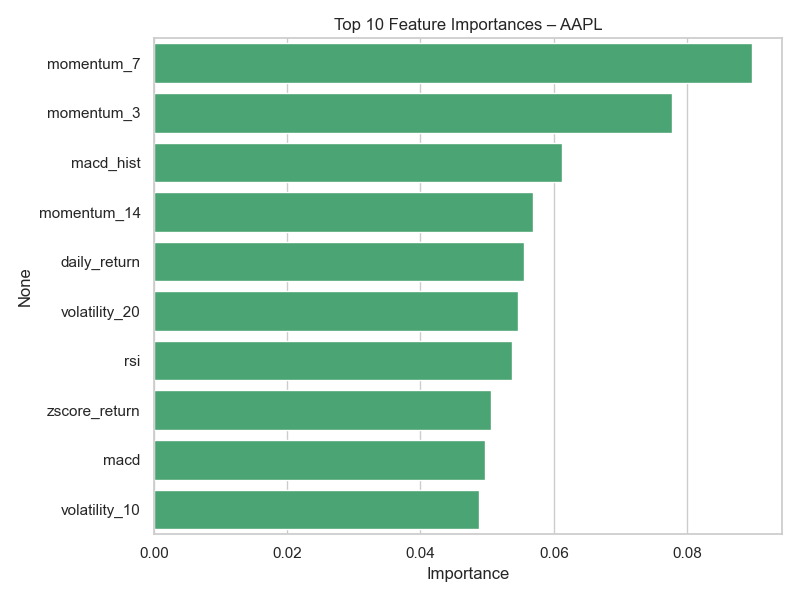 Top 10 Feature Importances – AAPL
momentum_7
momentum_3
macd_hist
momentum_14
daily_return
volatility_20
rsi
zscore_return
macd
volatility_10
None
0.00 0.02 0.04 0.06 0.08
Importance